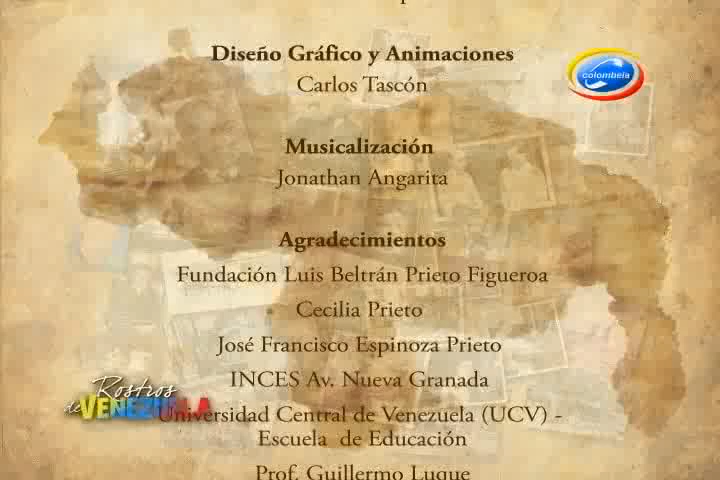 Diseño Gráfico y Animaciones
Carlos Tascón
colombeia
Musicalización
Jonathan Angarita
Agradecimientos
Fundación Luis Beltrán Prieto Figueroa
Cecilia Prieto
José Francisco Espinoza Prieto
INCES Av. Nueva Granada
Rostros
de VENEZUELA
Universidad Central de Venezuela (UCV) -
Escuela de Educación
Prof. Guillermo Luque